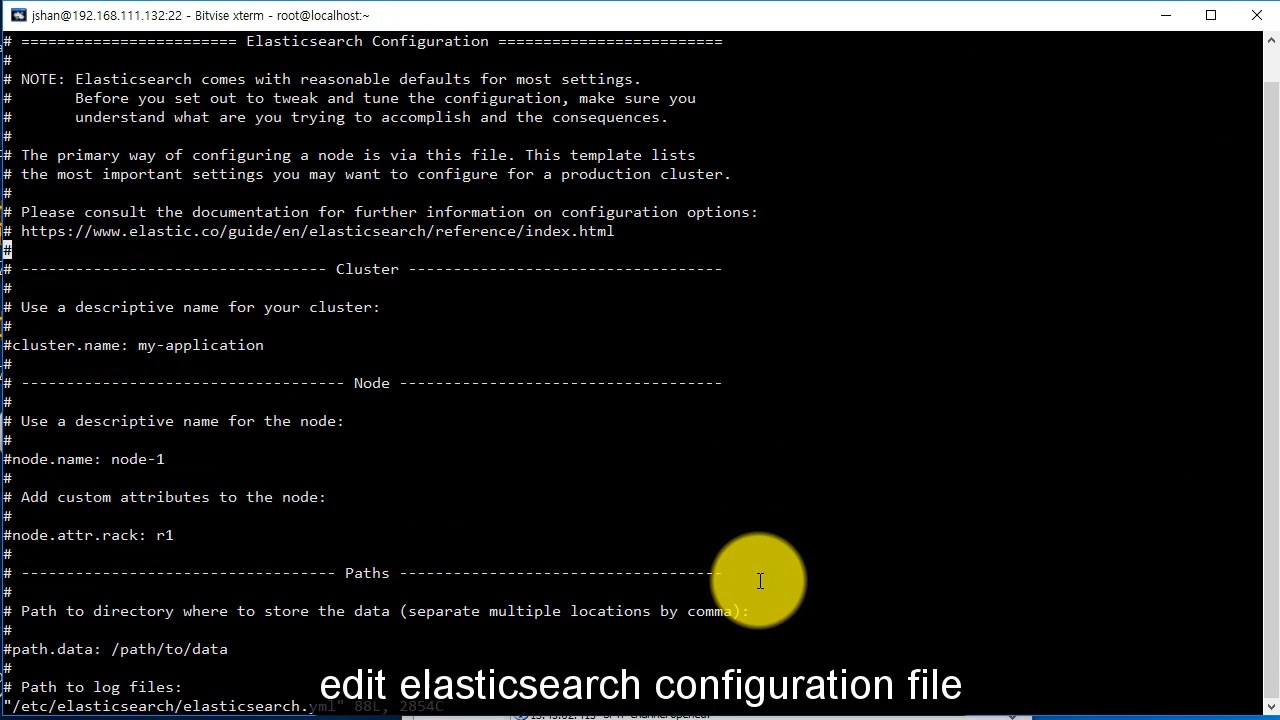 jshan@192.168.111.132:22 - Bitvise xterm - root@localhost:~
# ======================== Elasticsearch Configuration =========================
#
# NOTE: Elasticsearch comes with reasonable defaults for most settings.
#       Before you set out to tweak and tune the configuration, make sure you
#       understand what are you trying to accomplish and the consequences.
#
# The primary way of configuring a node is via this file. This template lists
# the most important settings you may want to configure for a production cluster.
#
# Please consult the documentation for further information on configuration options:
# https://www.elastic.co/guide/en/elasticsearch/reference/index.html
#
# ---------------------------------- Cluster -----------------------------------
#
# Use a descriptive name for your cluster:
#
#cluster.name: my-application
#
# ------------------------------------ Node ------------------------------------
#
# Use a descriptive name for the node:
#
#node.name: node-1
#
# Add custom attributes to the node:
#
#node.attr.rack: r1
#
# ----------------------------------- Paths ------------------------------------
#
# Path to directory where to store the data (separate multiple locations by comma):
#
#path.data: /path/to/data
#
# Path to log files:
edit elasticsearch configuration file
"/etc/elasticsearch/elasticsearch.yml" 88L, 2854C